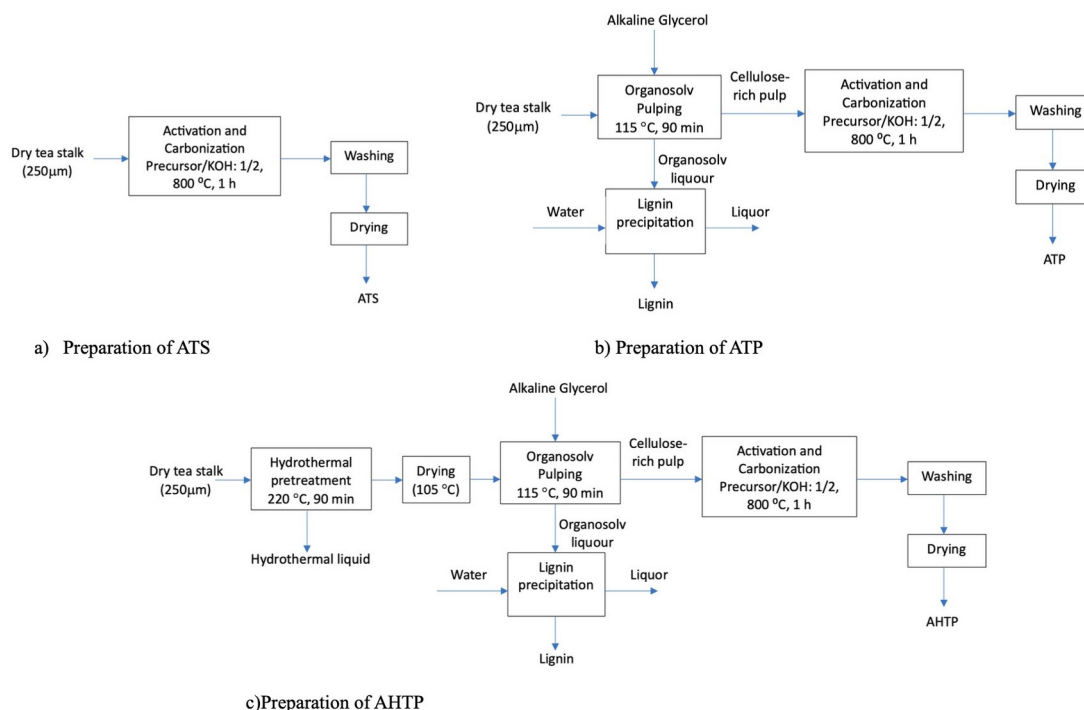 Dry tea stalk
(250μm)
Activation and
Carbonization
Precursor/KOH: 1/2,
800 ⁰C, 1 h
Washing
Drying
ATS
a) Preparation of ATS
Alkaline Glycerol
Dry tea stalk
(250μm)
Organosolv
Pulping
115 °C, 90 min
Cellulose-
rich pulp
Activation and
Carbonization
Precursor/KOH: 1/2,
800 ⁰C, 1 h
Washing
Drying
ATP
Organosolv
liquour
Water
Lignin
precipitation
Liquor
Lignin
b) Preparation of ATP
Alkaline Glycerol
Dry tea stalk
(250μm)
Hydrothermal
pretreatment
220 °C, 90 min
Hydrothermal liquid
Drying
(105 °C)
Organosolv
Pulping
115 °C, 90 min
Cellulose-
rich pulp
Activation and
Carbonization
Precursor/KOH: 1/2,
800 ⁰C, 1 h
Washing
Drying
AHTP
Organosolv
liquour
Water
Lignin
precipitation
Liquor
Lignin
c)Preparation of AHTP